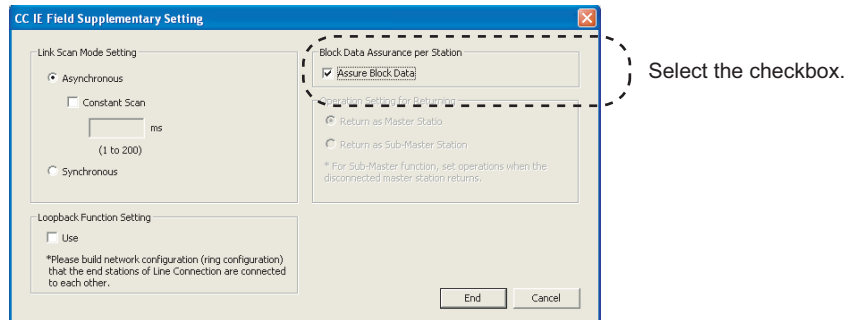 CC IE Field Supplementary Setting
Link Scan Mode Setting
Asynchronous
Constant Scan
ms
(1 to 200)
Synchronous
Loopback Function Setting
Use
*Please build network configuration (ring configuration)
that the end stations of Line Connection are connected
to each other.
Block Data Assurance per Station
Assure Block Data
Operation Setting for Returning
Return as Master Statio
Return as Sub-Master Station
* For Sub-Master function, set operations when the
disconnected master station returns.
End
Cancel
Select the checkbox.